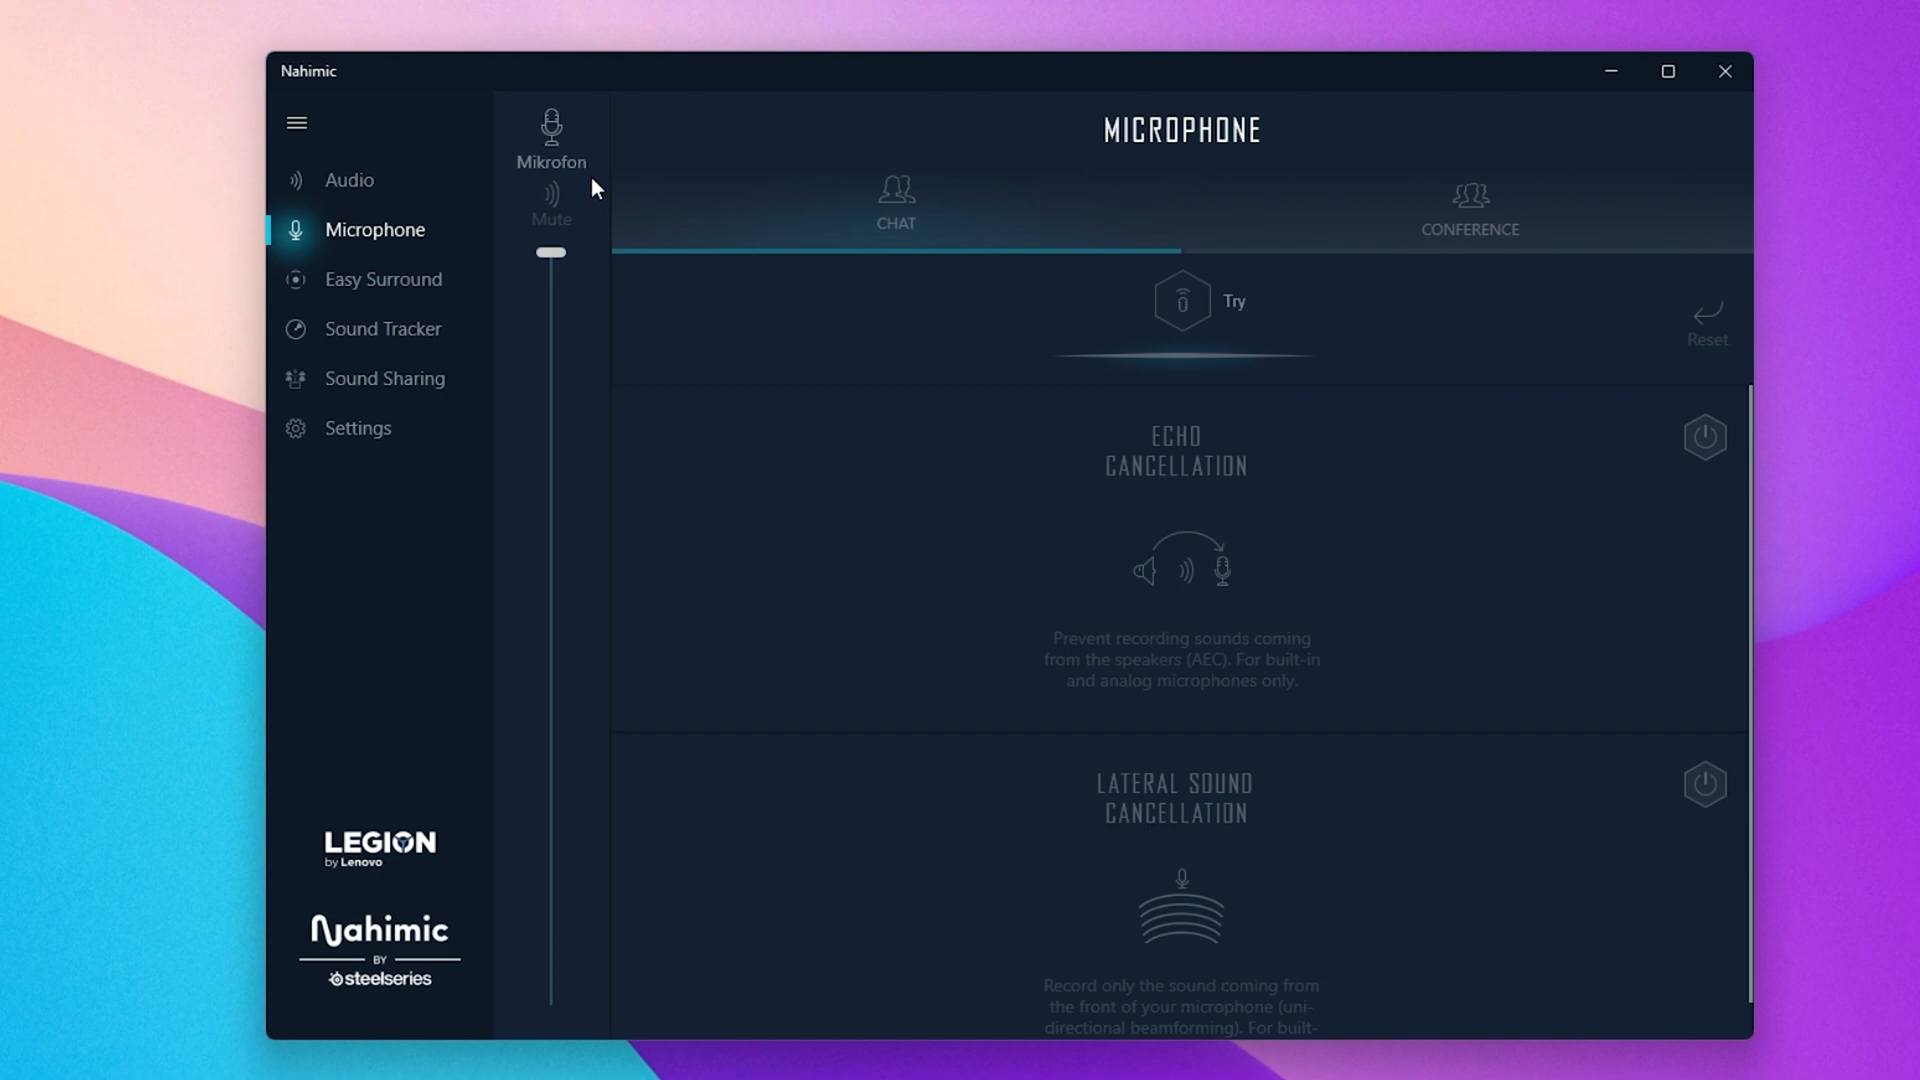 Nahimic
Audio
Microphone
Easy Surround
Sound Tracker
Sound Sharing
Settings
LEGION
by Lenovo
Nahimic
BY
steelseries
Mikrofon
Mute
MICROPHONE
CHAT
CONFERENCE
Try
Reset
ECHO
CANCELLATION
Prevent recording sounds coming
from the speakers (AEC). For built-in
and analog microphones only.
LATERAL SOUND
CANCELLATION
Record only the sound coming from
the front of your microphone (uni-
directional beamforming). For built-